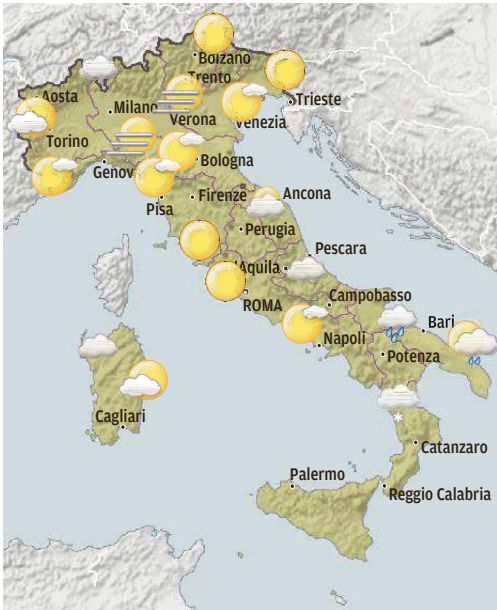 Bolzano
Trento
Aosta
Milano
Verona
Venezia
Trieste
Torino
Genov
Bologna
Pisa
Firenze
Ancona
Perugia
Pescara
'Aquila
ROMA
Campobasso
Bari
Napoli
Potenza
Cagliari
Catanzaro
Palermo
Reggio Calabria